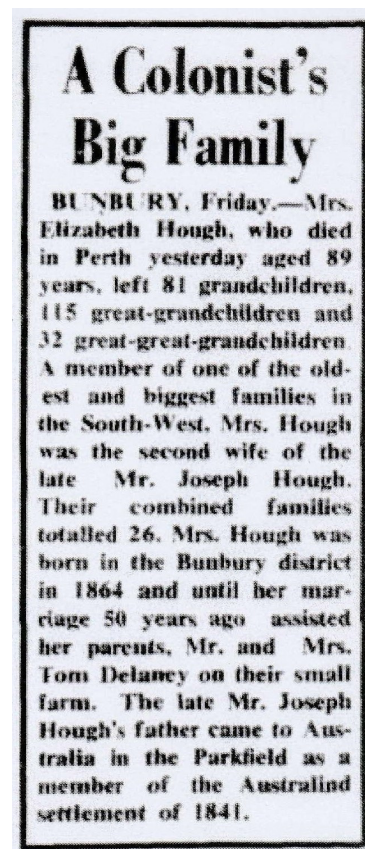 A Colonist's
Big Family
BUNBURY, Friday.—Mrs.
Elizabeth Hough, who died
in Perth yesterday aged 89
years, left 81 grandchildren,
115 great-grandchildren and
32 great-great-grandchildren
A member of one of the old-
est and biggest families in
the South-West, Mrs. Hough
was the second wife of the
late Mr. Joseph Hough.
Their combined families
totalled 26. Mrs. Hough was
born in the Bunbury district
in 1864 and until her mar-
riage 50 years ago assisted
her parents, Mr. and Mrs.
Tom Delaney on their small
farm. The late Mr. Joseph
Hough's father came to Aus-
tralia in the Parkfield as a
member of the Australind
settlement of 1841.